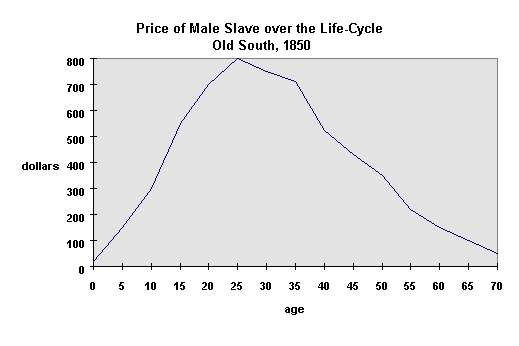 Price of Male Slave over the Life-Cycle
Old South, 1850
800
700
600
500
dollars 400
300
200
100
0
0 5 10 15 20 25 30 35 40 45 50 55 60 65 70
age